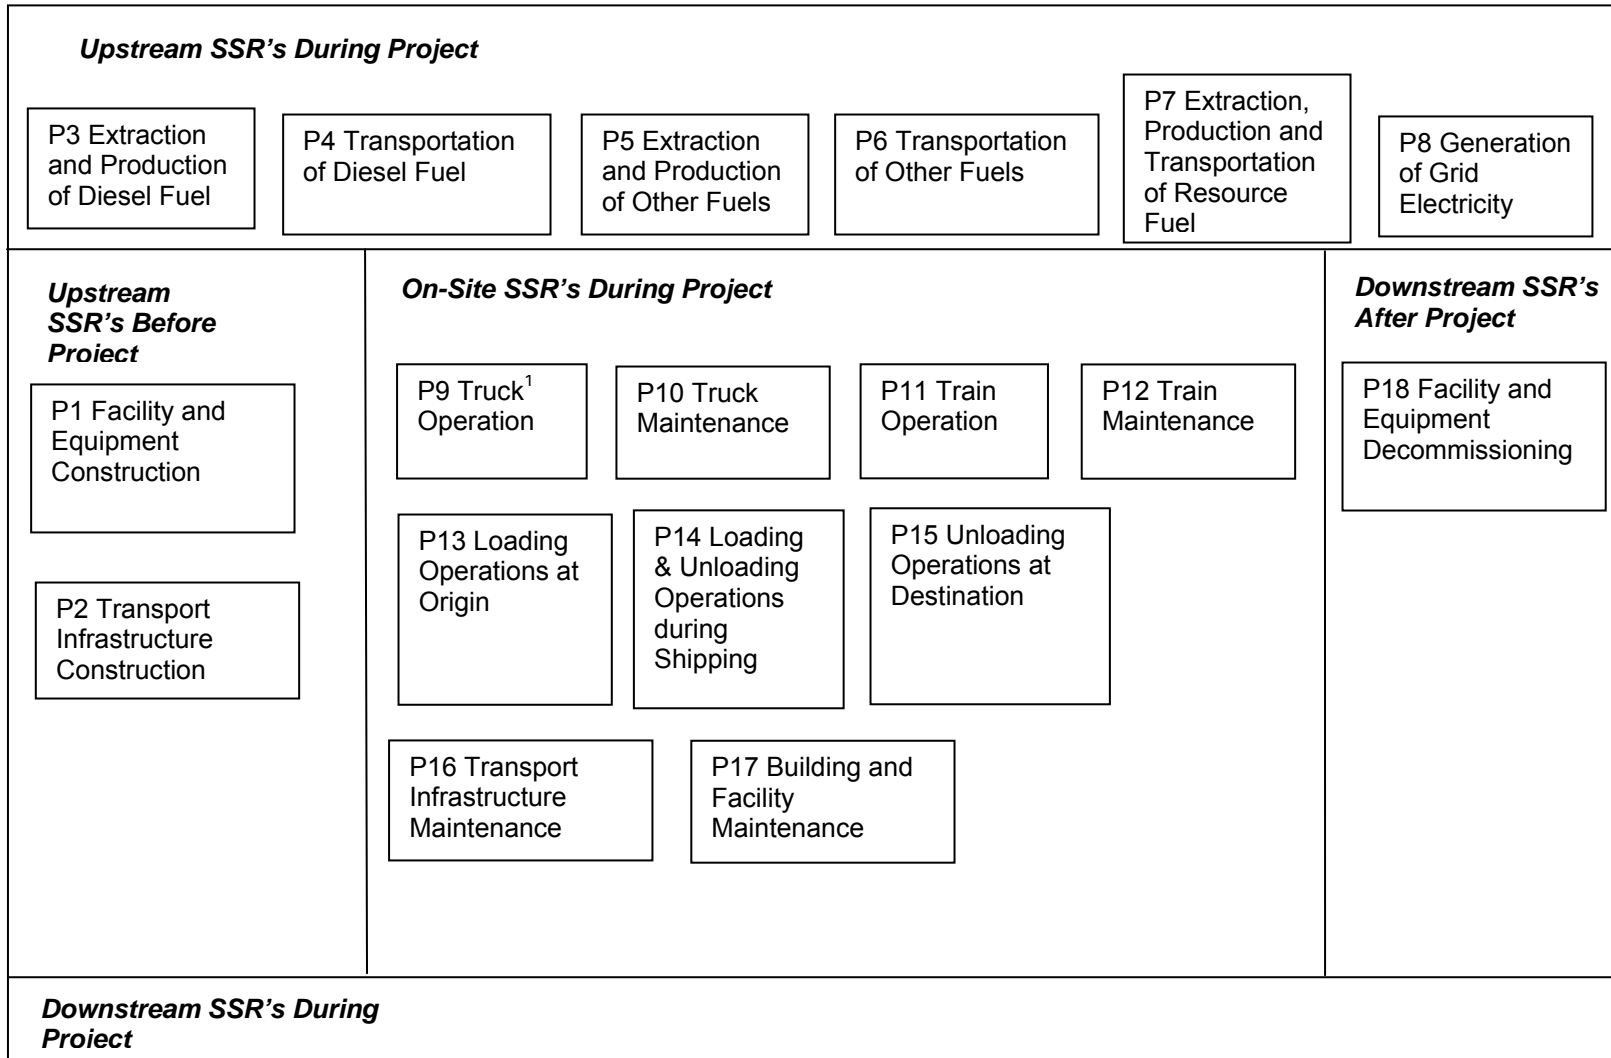 Upstream SSR's During Project
P3 Extraction
and Production
of Diesel Fuel
P4 Transportation
of Diesel Fuel
P5 Extraction
and Production
of Other Fuels
P6 Transportation
of Other Fuels
P7 Extraction,
Production and
Transportation
of Resource
Fuel
P8 Generation
of Grid
Electricity
Upstream
SSR's Before
Project
P1 Facility and
Equipment
Construction
P2 Transport
Infrastructure
Construction
On-Site SSR's During Project
P9 Truck¹
Operation
P10 Truck
Maintenance
P11 Train
Operation
P12 Train
Maintenance
P13 Loading
Operations at
Origin
P14 Loading
& Unloading
Operations
during
Shipping
P15 Unloading
Operations at
Destination
P16 Transport
Infrastructure
Maintenance
P17 Building and
Facility
Maintenance
Downstream SSR's
After Project
P18 Facility and
Equipment
Decommissioning
Downstream SSR's During
Project